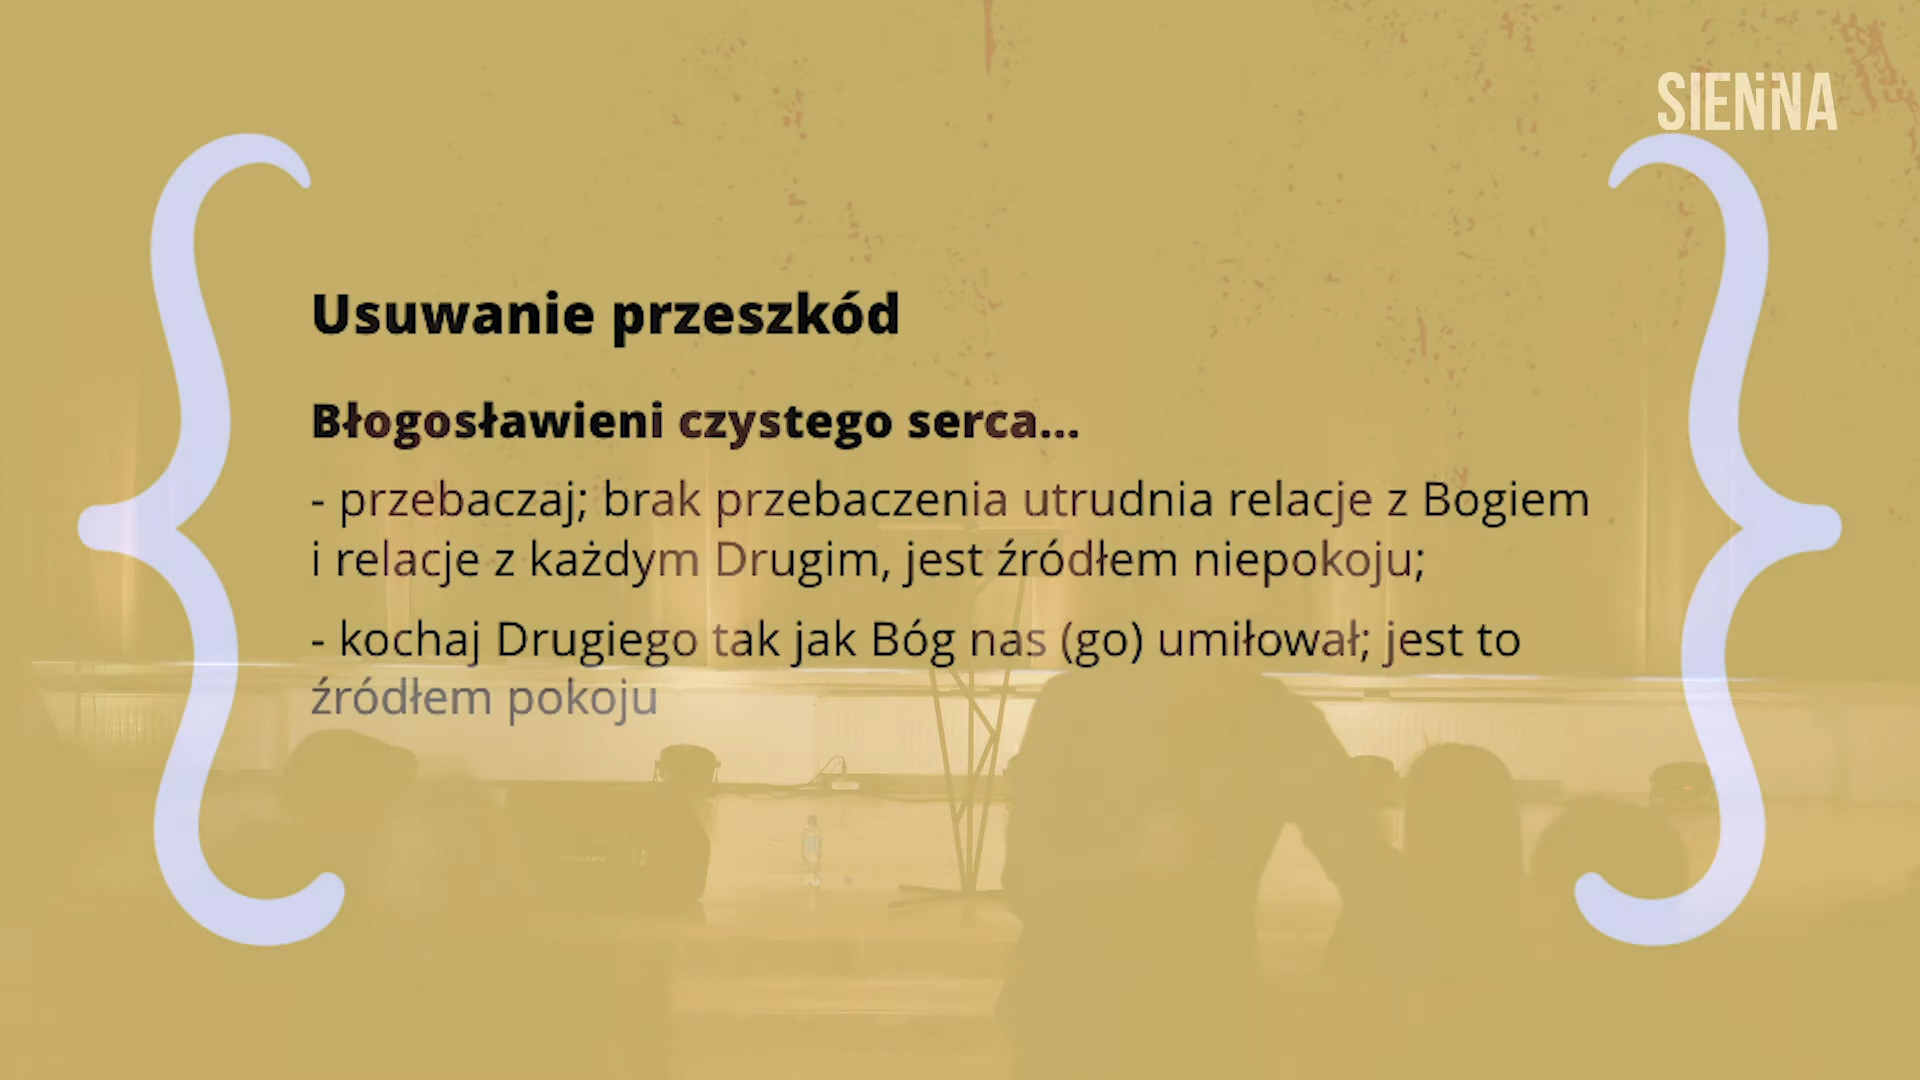 SIENNA
Usuwanie przeszkód
Błogosławieni czystego serca...
- przebaczaj; brak przebaczenia utrudnia relacje z Bogiem
i relacje z każdym Drugim, jest źródłem niepokoju;
- kochaj Drugiego tak jak Bóg nas (go) umiłował; jest to
źródłem pokoju